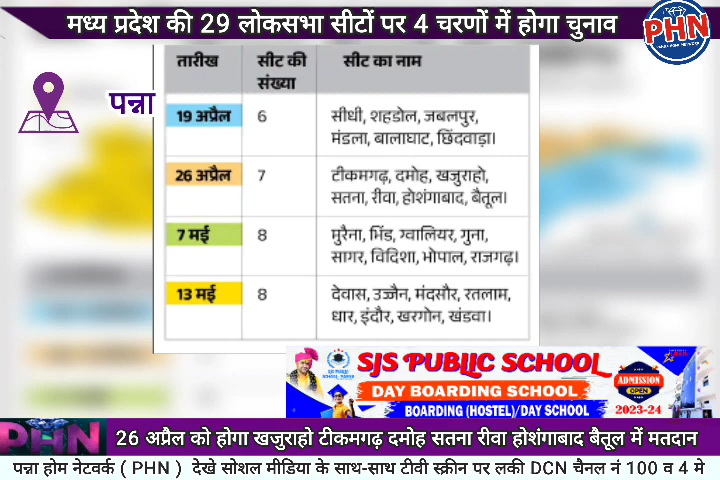 मध्य प्रदेश की 29 लोकसभा सीटों पर 4 चरणों में होगा चुनाव
PHN
पन्ना
तारीख सीट की संख्या सीट का नाम
19 अप्रैल 6 सीधी, शहडोल, जबलपुर,
मंडला, बालाघाट, छिंदवाड़ा।
26 अप्रैल 7 टीकमगढ़, दमोह, खजुराहो,
सतना, रीवा, होशंगाबाद, बैतूल।
7 मई 8 मुरैना, भिंड, ग्वालियर, गुना,
सागर, विदिशा, भोपाल, राजगढ़।
13 मई 8 देवास, उज्जैन, मंदसौर, रतलाम,
धार, इंदौर, खरगोन, खंडवा।
SJS PUBLIC SCHOOL
DAY BOARDING SCHOOL
BOARDING (HOSTEL)/DAY SCHOOL
ADMISSION
OPEN
2023-24
PHN
26 अप्रैल को होगा खजुराहो टीकमगढ़ दमोह सतना रीवा होशंगाबाद बैतूल में मतदान
पन्ना होम नेटवर्क ( PHN ) देखे सोशल मीडिया के साथ-साथ टीवी स्क्रीन पर लकी DCN चैनल नं 100 व 4 मे